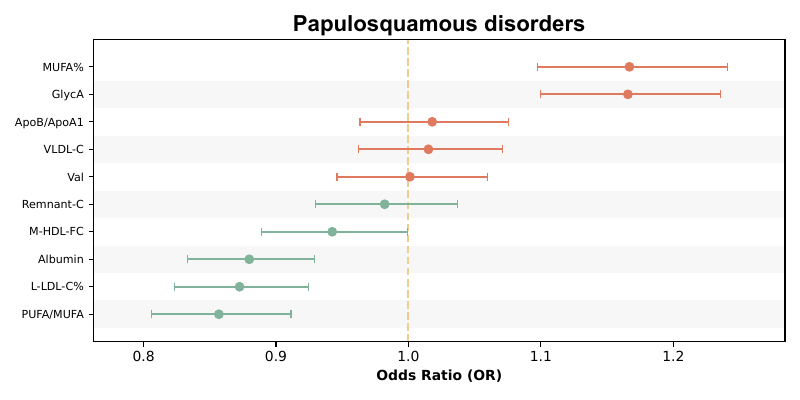 Papulosquamous disorders
MUFA%
GlycA
ApoB/ApoA1
VLDL-C
Val
Remnant-C
M-HDL-FC
Albumin
L-LDL-C%
PUFA/MUFA
0.8 0.9 1.0 1.1 1.2
Odds Ratio (OR)